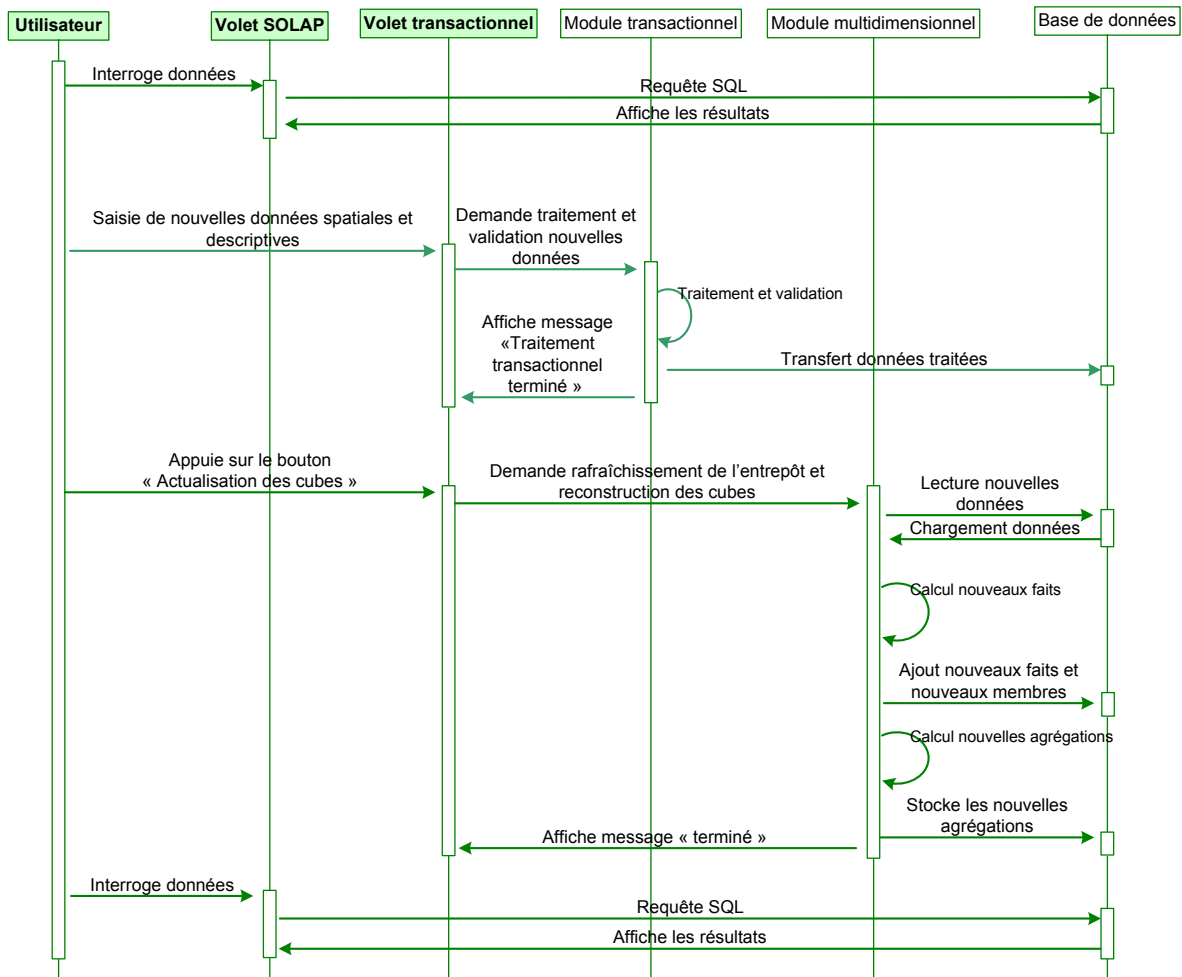 Utilisateur
Volet SOLAP
Volet transactionnel
Module transactionnel
Module multidimensionnel
Base de données
Interroge données
Requête SQL
Affiche les résultats
Saisie de nouvelles données spatiales et
descriptives
Demande traitement et
validation nouvelles
données
Traitement et validation
Affiche message
«Traitement
transactionnel
terminé »
Transfert données traitées
Appuie sur le bouton
« Actualisation des cubes »
Demande rafraîchissement de l’entrepôt et
reconstruction des cubes
Lecture nouvelles
données
Chargement données
Calcul nouveaux faits
Ajout nouveaux faits et
nouveaux membres
Calcul nouvelles agrégations
Stocke les nouvelles
agrégations
Affiche message « terminé »
Interroge données
Requête SQL
Affiche les résultats